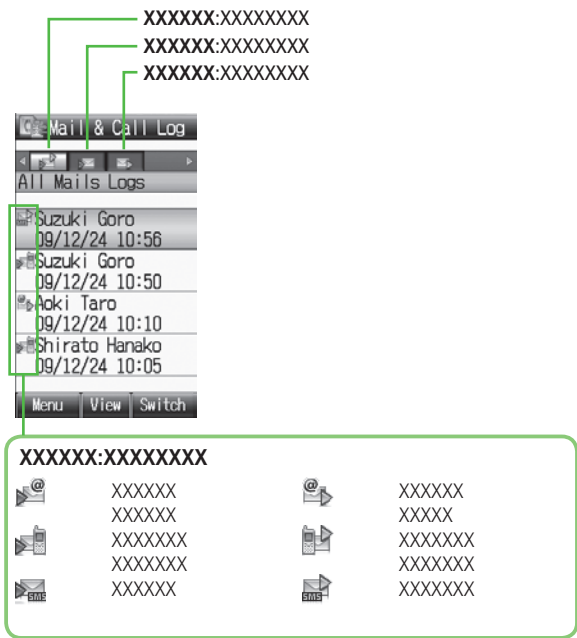 XXXXXX:XXXXXXXX
XXXXXX:XXXXXXXX
XXXXXX:XXXXXXXX
Mail & Call Log
All Mails Logs
Suzuki Goro
09/12/24 10:56
Suzuki Goro
09/12/24 10:50
Aoki Taro
09/12/24 10:10
Shirato Hanako
09/12/24 10:05
Menu View Switch
XXXXXX:XXXXXXXX
@ XXXXXX @ XXXXXX
XXXXXX XXXXX
XXXXXXX XXXXXXX
XXXXXXX XXXXXXX
SMS XXXXXX SMS XXXXXXX